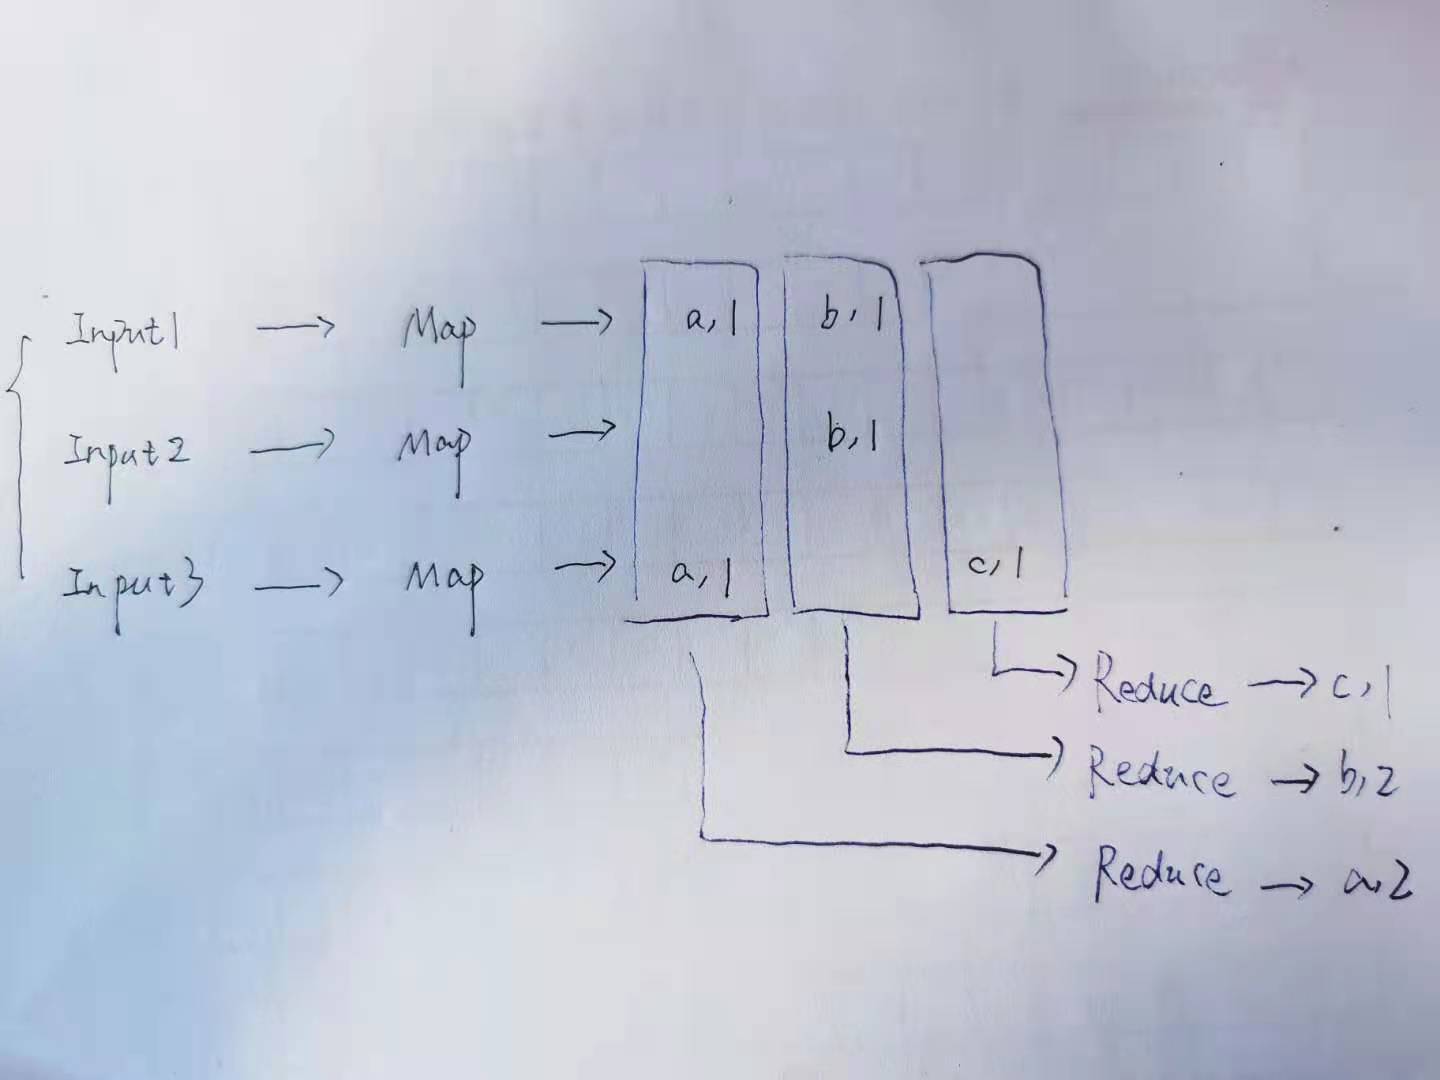 Input1 → Map → a,1 b,1
Input2 → Map → b,1
Input3 → Map → a,1 c,1
Reduce → c,1
Reduce → b,2
Reduce → a,2